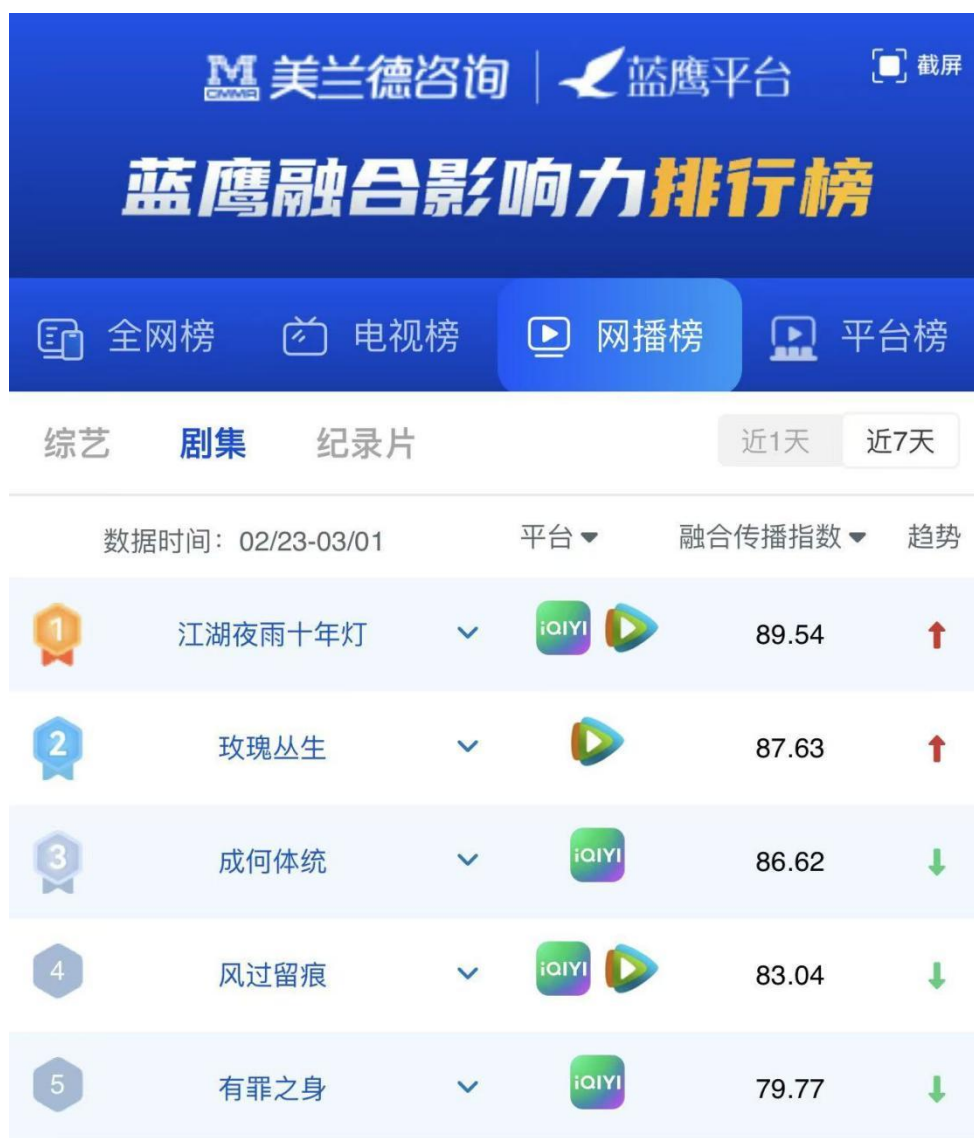 CMMR 美兰德咨询 | 蓝鹰平台 截屏
蓝鹰融合影响力排行榜
全网榜 电视榜 网播榜 平台榜
综艺 剧集 纪录片 近1天 近7天
数据时间：02/23-03/01 平台 融合传播指数 趋势
1 江湖夜雨十年灯 iQIYI 89.54
2 玫瑰丛生 87.63
3 成何体统 iQIYI 86.62
4 风过留痕 iQIYI 83.04
5 有罪之身 iQIYI 79.77